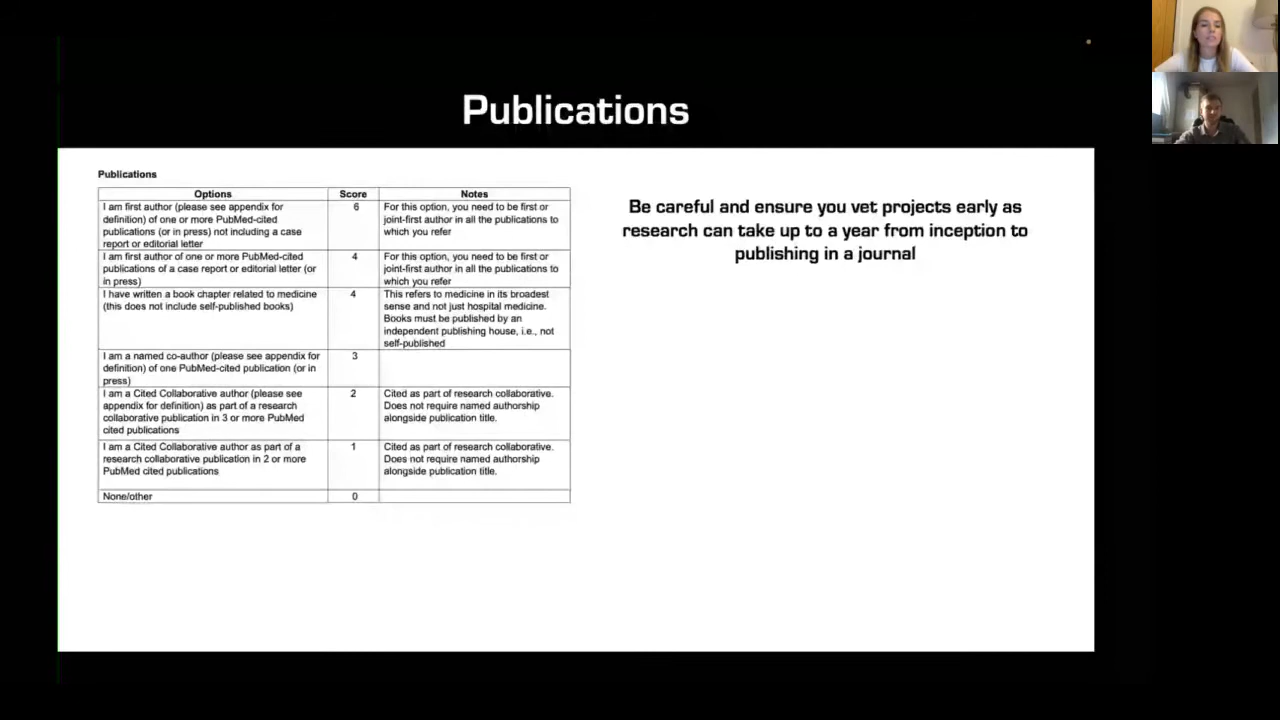 Publications
Publications
Options
Score
Notes
I am first author (please see appendix for
definition) of one or more PubMed-cited
publications (or in press) not including a case
report or editorial letter
6
For this option, you need to be first or
joint-first author in all the publications to
which you refer
I am first author of one or more PubMed-cited
publications of a case report or editorial letter (or
in press)
4
For this option, you need to be first or
joint-first author in all the publications to
which you refer
I have written a book chapter related to medicine
(this does not include self-published books)
4
This refers to medicine in its broadest
sense and not just hospital medicine.
Books must be published by an
independent publishing house, i.e., not
self-published
I am a named co-author (please see appendix for
definition) of one PubMed-cited publication (or in
press)
3
I am a Cited Collaborative author (please see
appendix for definition) as part of a research
collaborative publication in 3 or more PubMed
cited publications
2
Cited as part of research collaborative.
Does not require named authorship
alongside publication title.
I am a Cited Collaborative author as part of a
research collaborative publication in 2 or more
PubMed cited publications
1
Cited as part of research collaborative.
Does not require named authorship
alongside publication title.
None/other
0
Be careful and ensure you vet projects early as
research can take up to a year from inception to
publishing in a journal